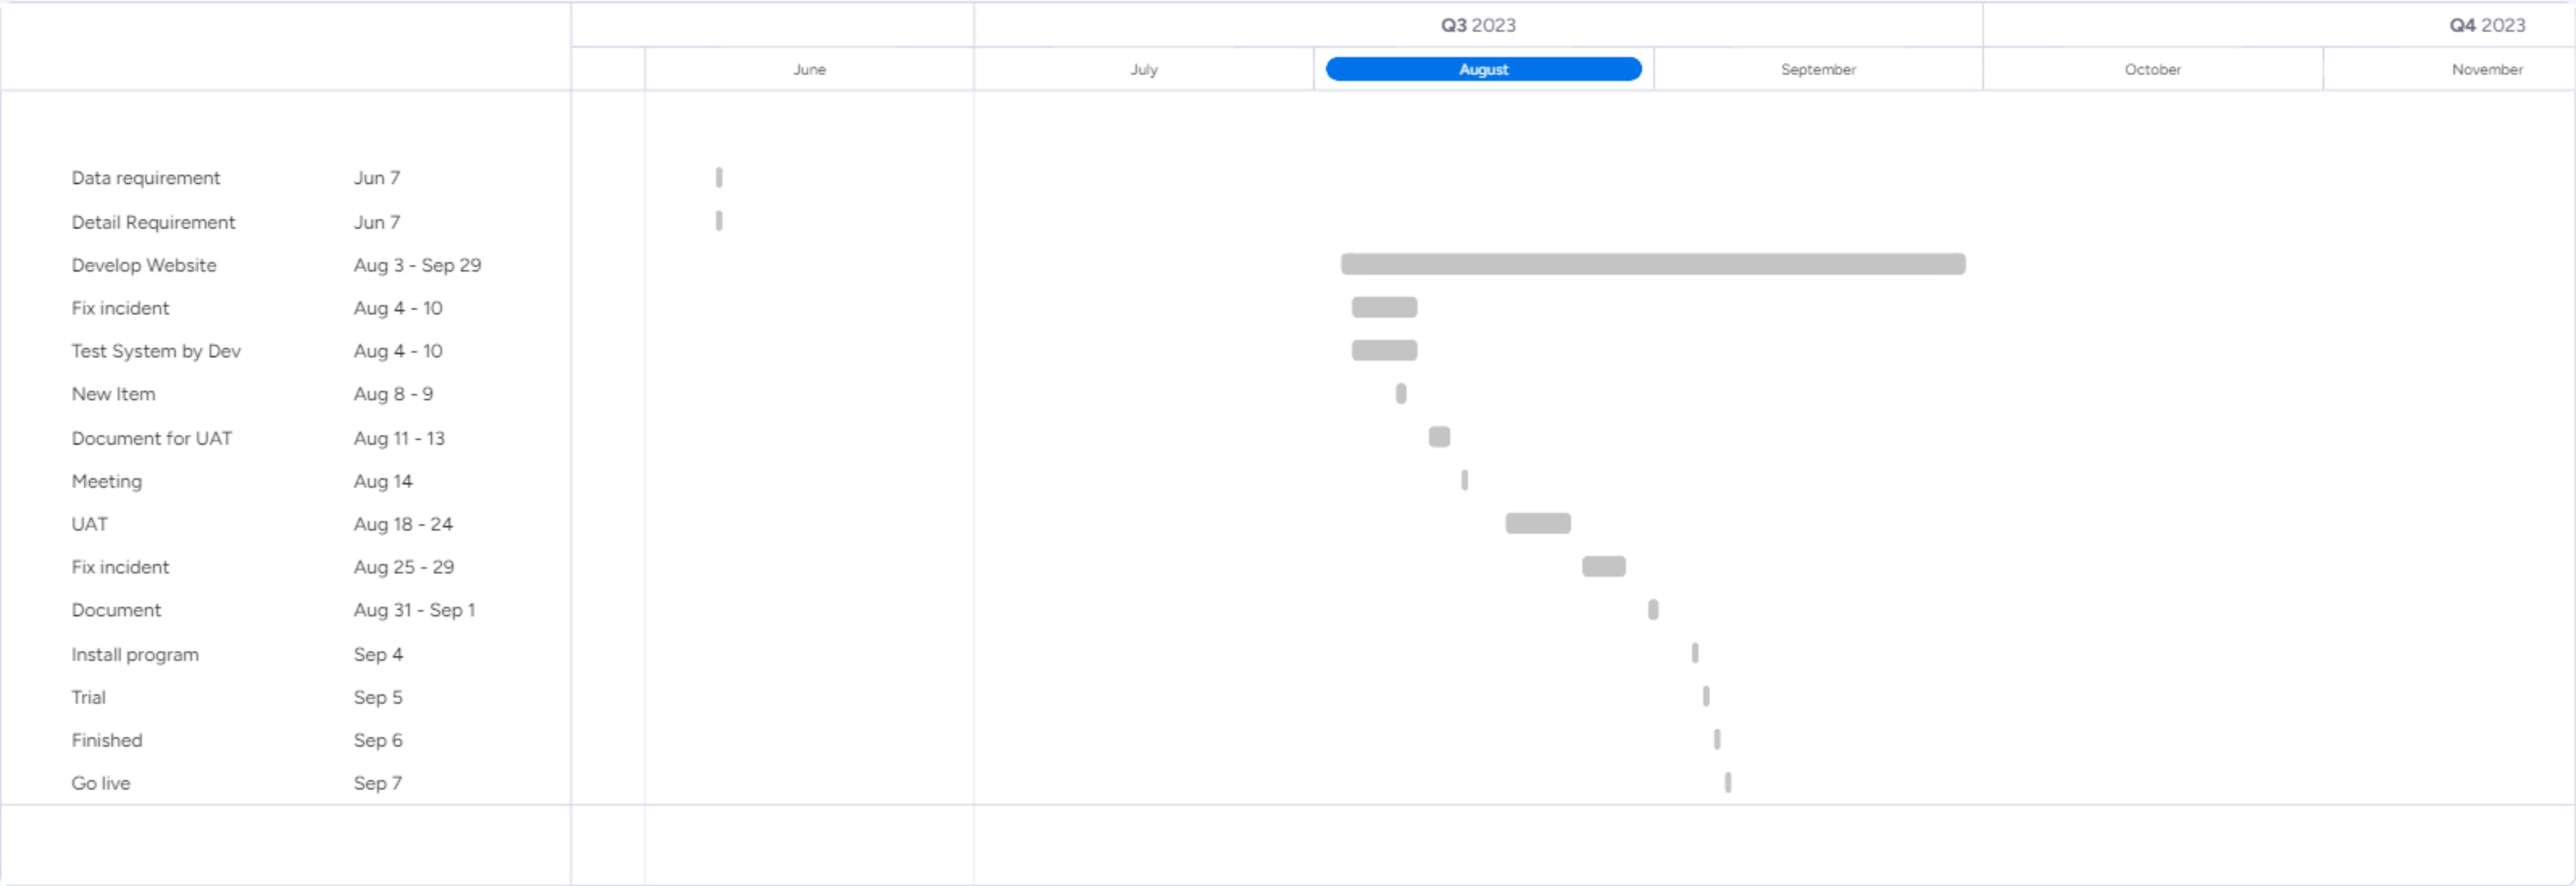 Q3 2023 Q4 2023
June July August September October November
Data requirement Jun 7
Detail Requirement Jun 7
Develop Website Aug 3 - Sep 29
Fix incident Aug 4 - 10
Test System by Dev Aug 4 - 10
New Item Aug 8 - 9
Document for UAT Aug 11 - 13
Meeting Aug 14
UAT Aug 18 - 24
Fix incident Aug 25 - 29
Document Aug 31 - Sep 1
Install program Sep 4
Trial Sep 5
Finished Sep 6
Go live Sep 7